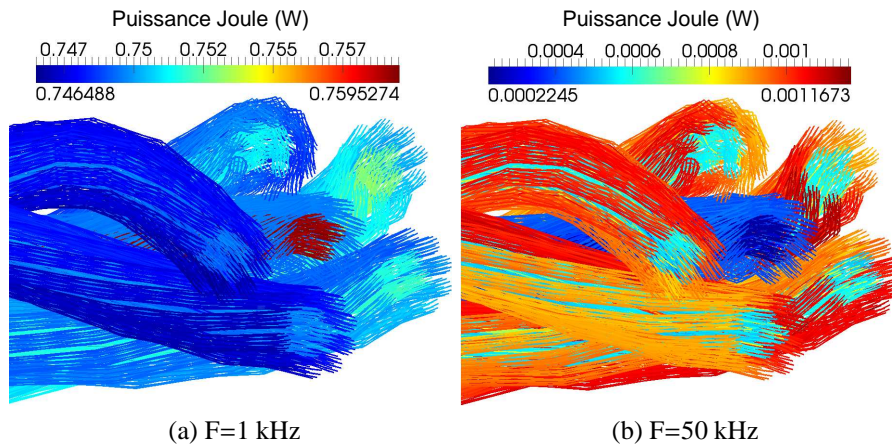 Puissance Joule (W)
0.747 0.75 0.752 0.755 0.757
0.746488 0.7595274
Puissance Joule (W)
0.0004 0.0006 0.0008 0.001
0.0002245 0.0011673
(a) F=1 kHz
(b) F=50 kHz